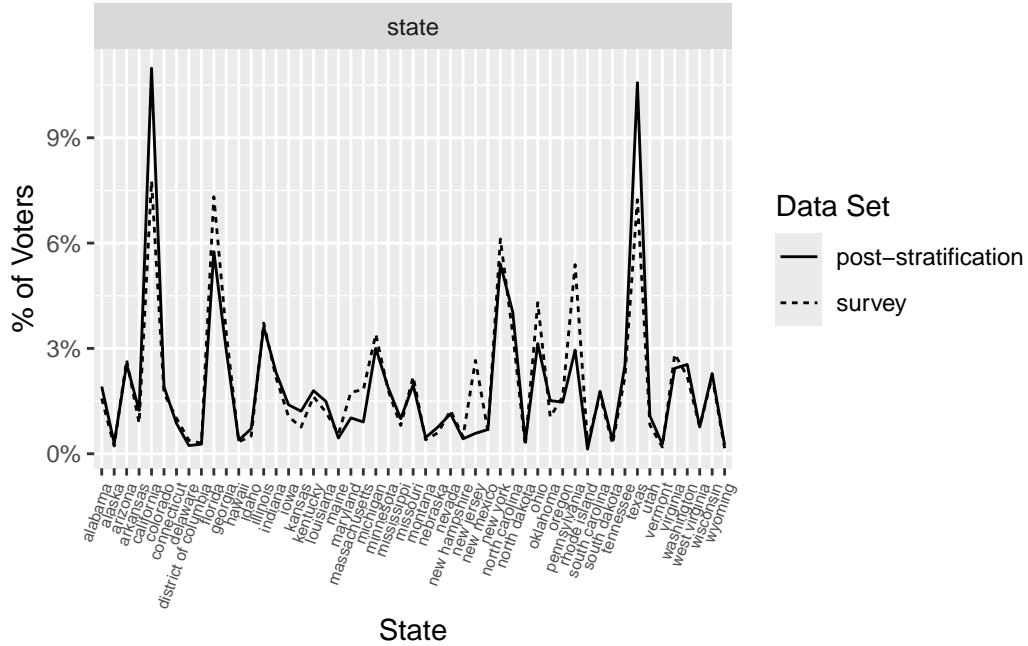 state
9%
6%
3%
0%
% of Voters
alabama
alaska
arizona
arkansas
california
colorado
connecticut
delaware
district of columbia
florida
georgia
hawaii
idaho
illinois
indiana
iowa
kansas
kentucky
louisiana
maine
maryland
massachusetts
michigan
minnesota
mississippi
missouri
montana
nebraska
nevada
new hampshire
new jersey
new mexico
new york
north carolina
north dakota
ohio
oklahoma
oregon
pennsylvania
rhode island
south carolina
south dakota
tennessee
texas
utah
vermont
virginia
washington
west virginia
wisconsin
wyoming
State
Data Set
post−stratification
survey